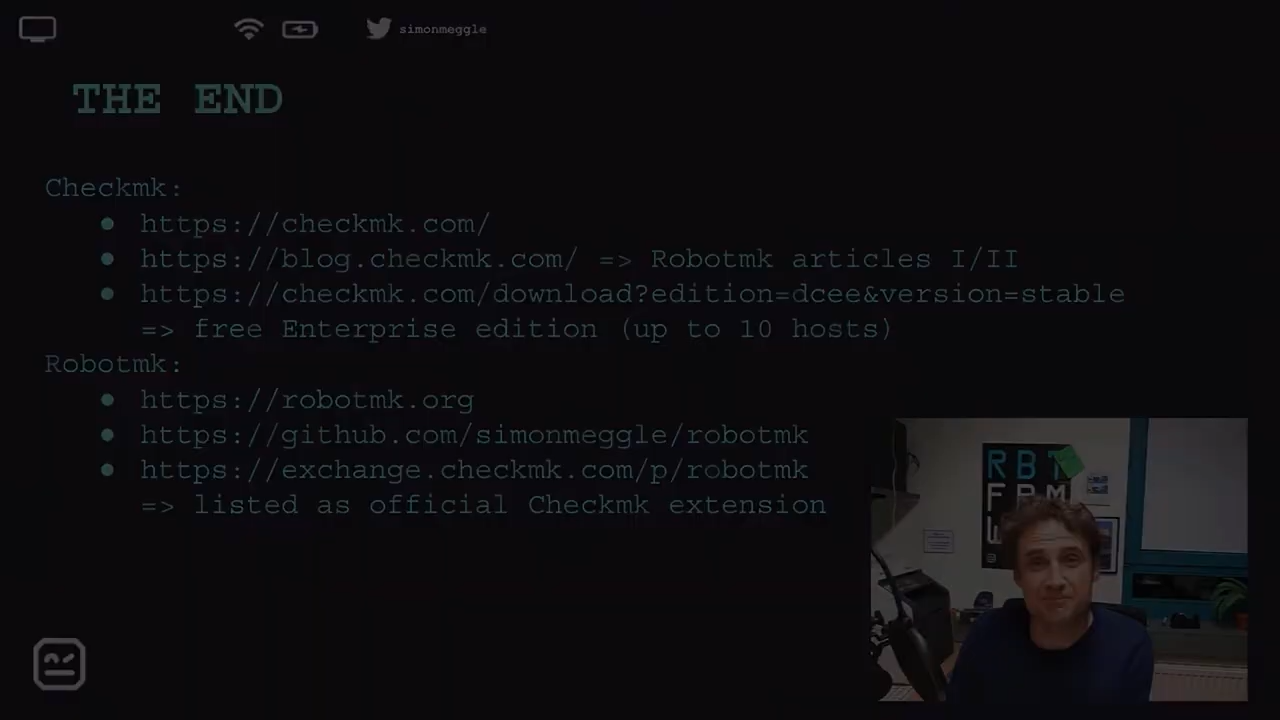 simonmeggle
THE END
Checkmk:
● https://checkmk.com/
● https://blog.checkmk.com/ => Robotmk articles I/II
● https://checkmk.com/download?edition=dcee&version=stable
=> free Enterprise edition (up to 10 hosts)
Robotmk:
● https://robotmk.org
● https://github.com/simonmeggle/robotmk
● https://exchange.checkmk.com/p/robotmk
=> listed as official Checkmk extension
RBT
FRM